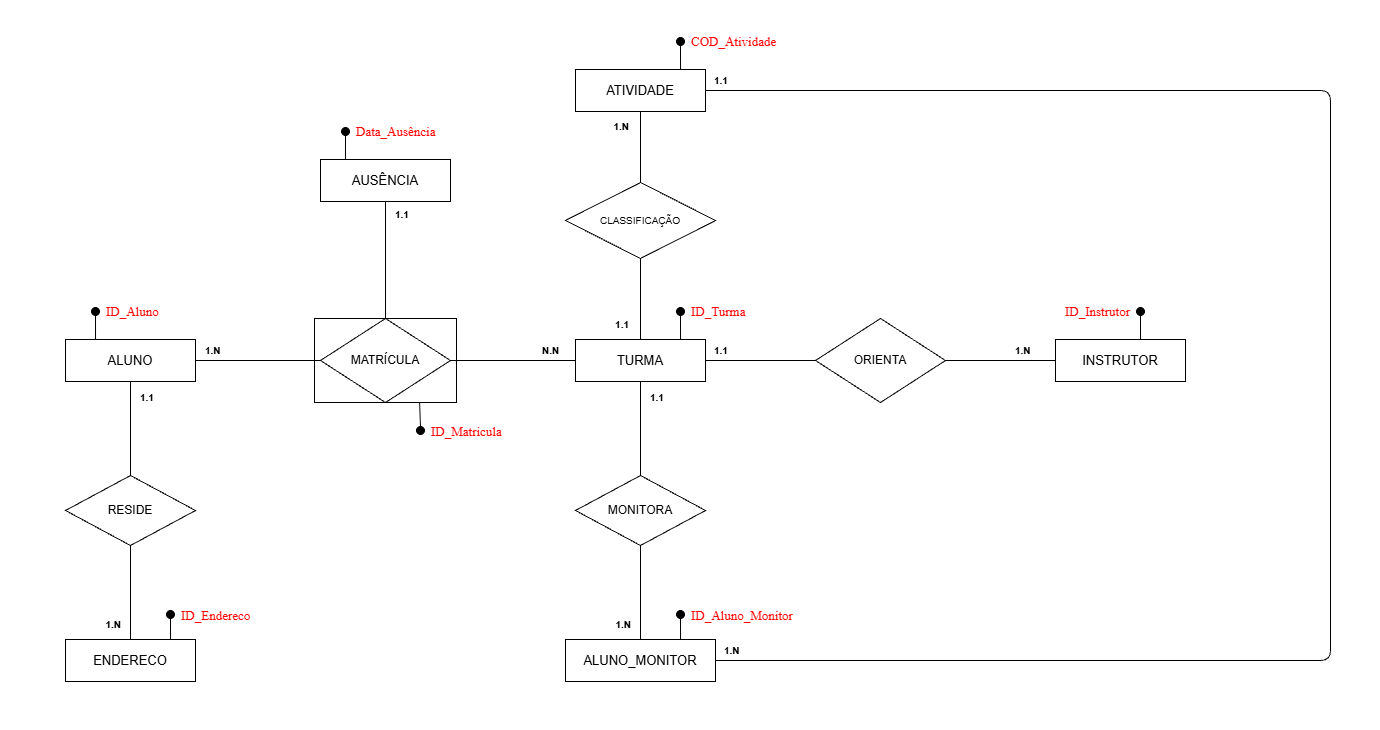 COD_Atividade
ATIVIDADE
1.1
1.N
Data_Ausência
AUSÊNCIA
1.1
CLASSIFICAÇÃO
1.1
ID_Aluno
ALUNO
1.N
MATRÍCULA
N.N
ID_Turma
TURMA
1.1
ORIENTA
1.N
ID_Instrutor
INSTRUTOR
1.1
1.1
ID_Matricula
RESIDE
MONITORA
1.N
ID_Endereco
ENDERECO
1.N
ID_Aluno_Monitor
ALUNO_MONITOR
1.N